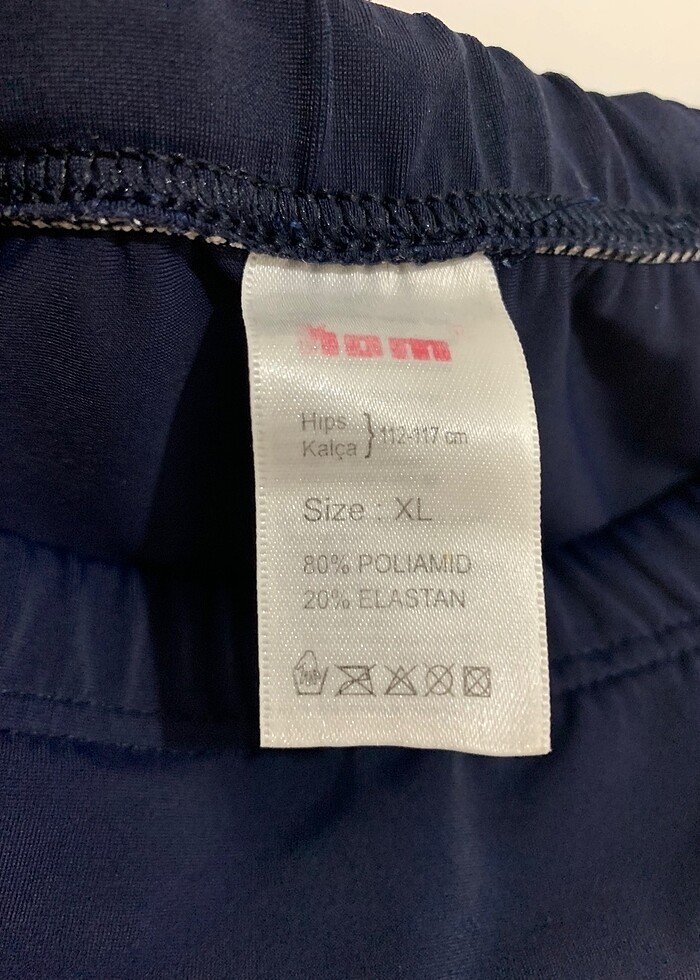 Hips
Kalça } 112-117 cm
Size : XL
80% POLIAMID
20% ELASTAN